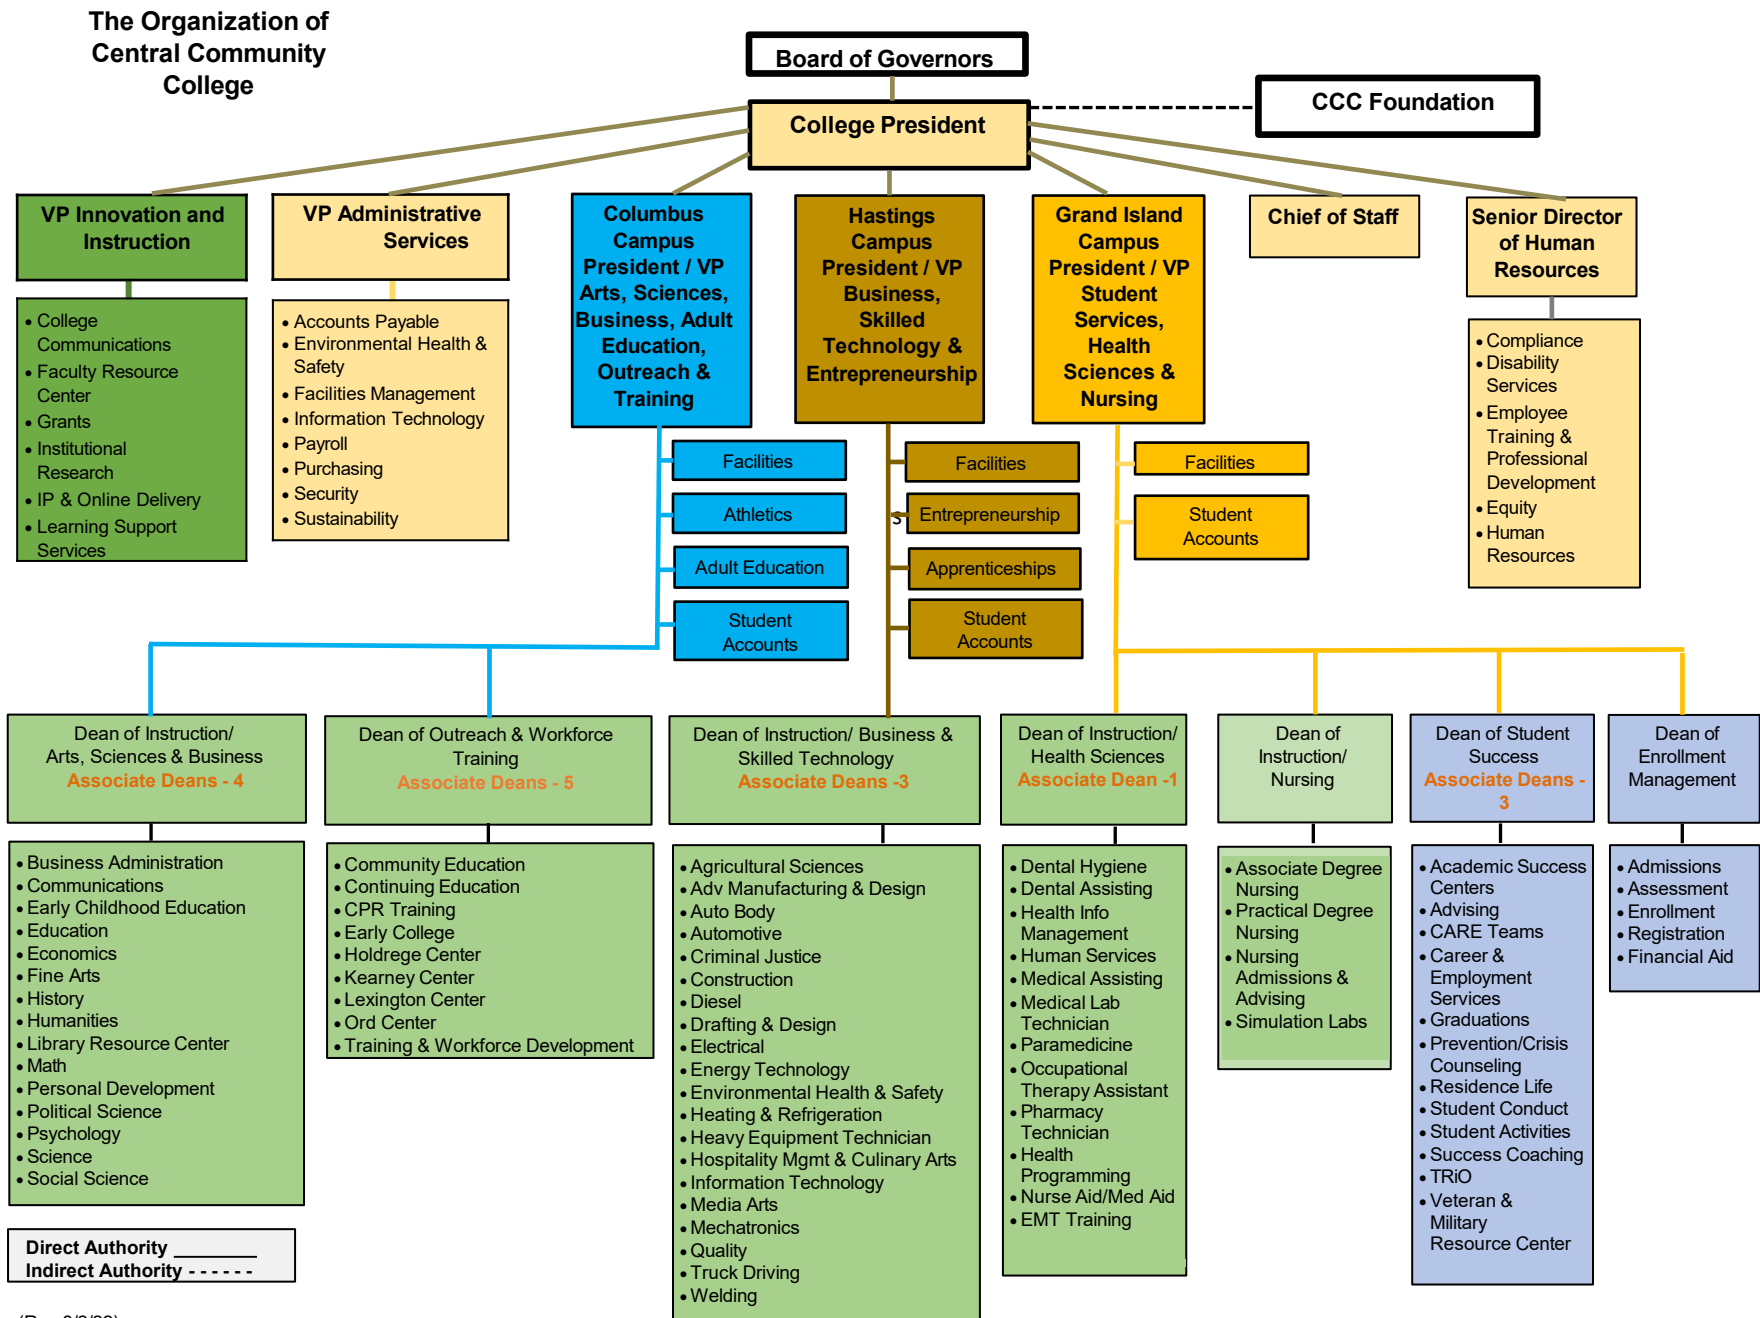 The Organization of
Central Community
College
Board of Governors
College President
CCC Foundation
VP Innovation and
Instruction
• College
Communications
• Faculty Resource
Center
• Grants
• Institutional
Research
• IP & Online Delivery
• Learning Support
Services
VP Administrative
Services
• Accounts Payable
• Environmental Health &
Safety
• Facilities Management
• Information Technology
• Payroll
• Purchasing
• Security
• Sustainability
Columbus
Campus
President / VP
Arts, Sciences,
Business, Adult
Education,
Outreach &
Training
Facilities
Athletics
Adult Education
Student
Accounts
Hastings
Campus
President / VP
Business,
Skilled
Technology &
Entrepreneurship
Facilities
s
Entrepreneurship
Apprenticeships
Student
Accounts
Grand Island
Campus
President / VP
Student
Services,
Health
Sciences &
Nursing
Facilities
Student
Accounts
Chief of Staff
Senior Director
of Human
Resources
• Compliance
• Disability
Services
• Employee
Training &
Professional
Development
• Equity
• Human
Resources
Dean of Instruction/
Arts, Sciences & Business
Associate Deans - 4
• Business Administration
• Communications
• Early Childhood Education
• Education
• Economics
• Fine Arts
• History
• Humanities
• Library Resource Center
• Math
• Personal Development
• Political Science
• Psychology
• Science
• Social Science
Dean of Outreach & Workforce
Training
Associate Deans - 5
• Community Education
• Continuing Education
• CPR Training
• Early College
• Holdrege Center
• Kearney Center
• Lexington Center
• Ord Center
• Training & Workforce Development
Dean of Instruction/ Business &
Skilled Technology
Associate Deans -3
• Agricultural Sciences
• Adv Manufacturing & Design
• Auto Body
• Automotive
• Criminal Justice
• Construction
• Diesel
• Drafting & Design
• Electrical
• Energy Technology
• Environmental Health & Safety
• Heating & Refrigeration
• Heavy Equipment Technician
• Hospitality Mgmt & Culinary Arts
• Information Technology
• Media Arts
• Mechatronics
• Quality
• Truck Driving
• Welding
Dean of Instruction/
Health Sciences
Associate Dean -1
• Dental Hygiene
• Dental Assisting
• Health Info
Management
• Human Services
• Medical Assisting
• Medical Lab
Technician
• Paramedicine
• Occupational
Therapy Assistant
• Pharmacy
Technician
• Health
Programming
• Nurse Aid/Med Aid
• EMT Training
Dean of
Instruction/
Nursing
• Associate Degree
Nursing
• Practical Degree
Nursing
• Nursing
Admissions &
Advising
• Simulation Labs
Dean of Student
Success
Associate Deans -
3
• Academic Success
Centers
• Advising
• CARE Teams
• Career &
Employment
Services
• Graduations
• Prevention/Crisis
Counseling
• Residence Life
• Student Conduct
• Student Activities
• Success Coaching
• TRiO
• Veteran &
Military
Resource Center
Dean of
Enrollment
Management
• Admissions
• Assessment
• Enrollment
• Registration
• Financial Aid
Direct Authority ________
Indirect Authority - - - - - -